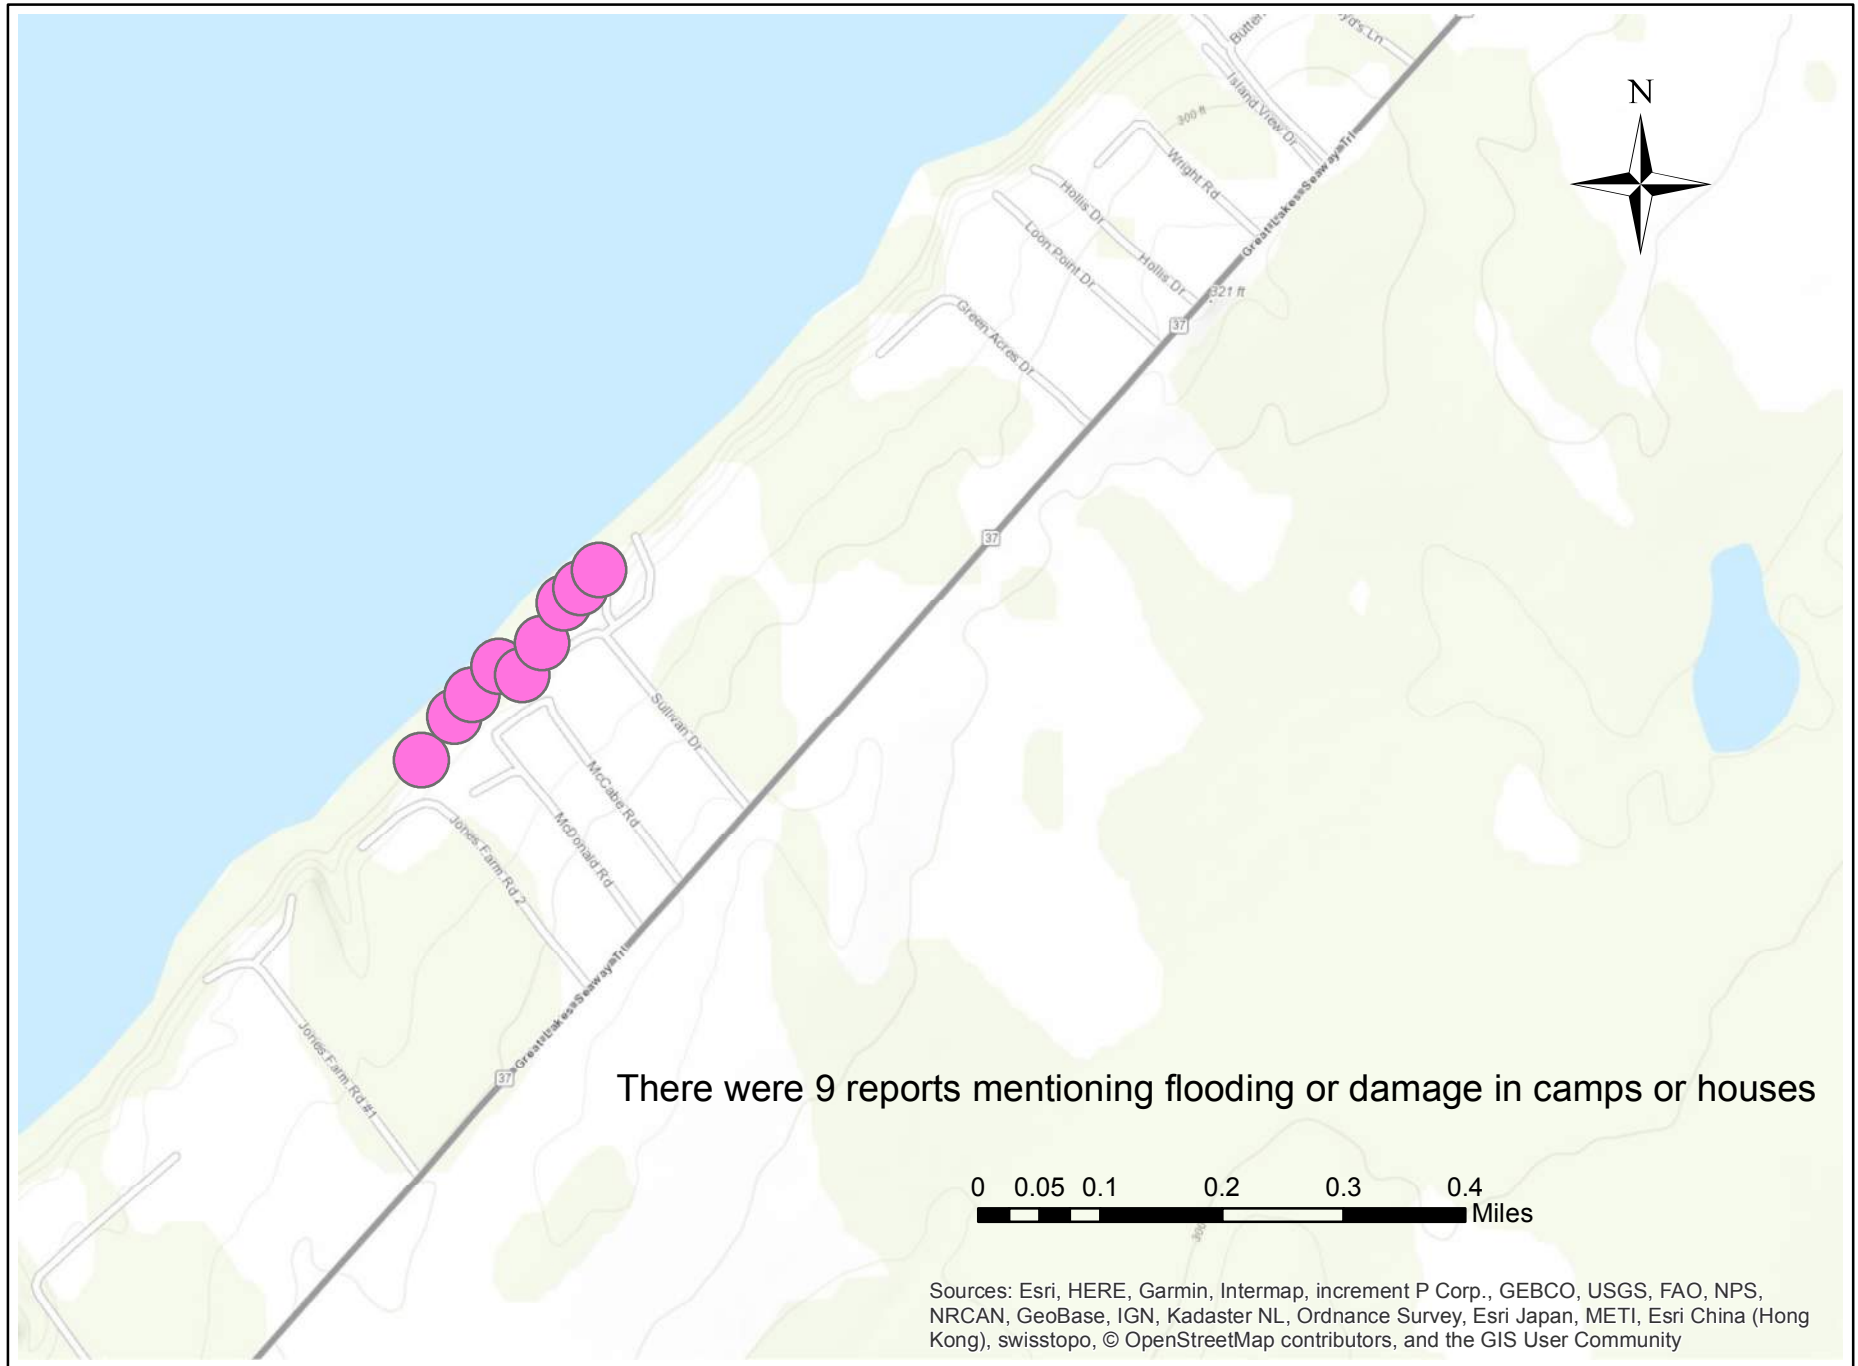 yd's Ln
Island View Dr
N
300 ft
Wright Rd
Great Lakes Seaway Trl
Hollis Dr
Loon Point Dr
Hollis Dr
321 ft
37
Green Acres Dr
37
Sullivan Dr
McCabe Rd
McDonald Rd
Jones Farm Rd 2
Great Lakes Seaway Trl
Jones Farm Rd #1
37
There were 9 reports mentioning flooding or damage in camps or houses
0 0.05 0.1 0.2 0.3 0.4
Miles
Sources: Esri, HERE, Garmin, Intermap, increment P Corp., GEBCO, USGS, FAO, NPS,
NRCAN, GeoBase, IGN, Kadaster NL, Ordnance Survey, Esri Japan, METI, Esri China (Hong
Kong), swisstopo, © OpenStreetMap contributors, and the GIS User Community